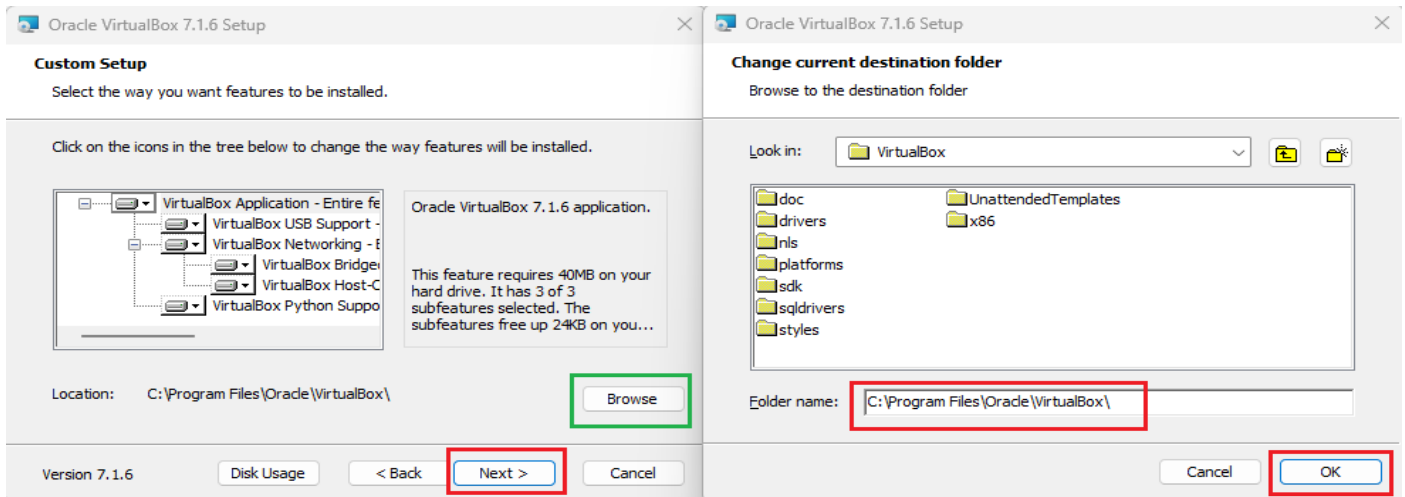 Oracle VirtualBox 7.1.6 Setup
Custom Setup
Select the way you want features to be installed.
Click on the icons in the tree below to change the way features will be installed.
VirtualBox Application - Entire fe
VirtualBox USB Support -
VirtualBox Networking - E
VirtualBox Bridge
VirtualBox Host-C
VirtualBox Python Suppo
Oracle VirtualBox 7.1.6 application.
This feature requires 40MB on your
hard drive. It has 3 of 3
subfeatures selected. The
subfeatures free up 24KB on you...
Location: C:\Program Files\Oracle\VirtualBox\
Browse
Version 7.1.6
Disk Usage
< Back
Next >
Cancel
Oracle VirtualBox 7.1.6 Setup
Change current destination folder
Browse to the destination folder
Look in: VirtualBox
doc
drivers
nls
platforms
sdk
sqldrivers
styles
UnattendedTemplates
x86
Folder name: C:\Program Files\Oracle\VirtualBox\
Cancel
OK